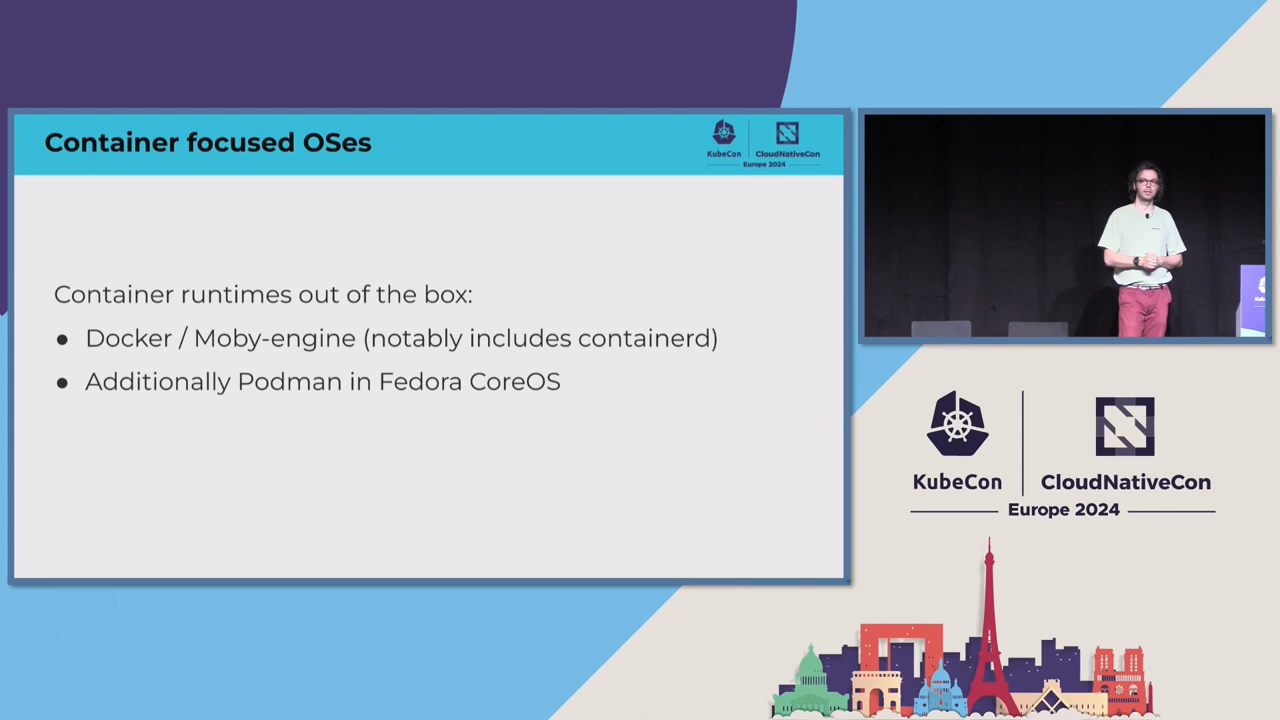 Container focused OSes
KubeCon
CloudNativeCon
Europe 2024
Container runtimes out of the box:
● Docker / Moby-engine (notably includes containerd)
● Additionally Podman in Fedora CoreOS
KubeCon
CloudNativeCon
Europe 2024